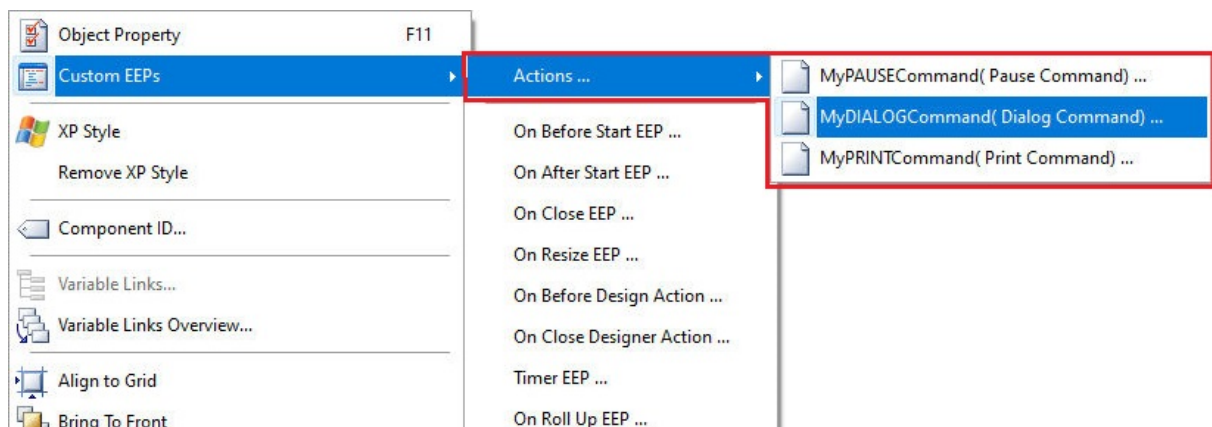 Object Property F11
Custom EEPs
XP Style
Remove XP Style
Component ID...
Variable Links...
Variable Links Overview...
Align to Grid
Bring To Front
Actions ...
On Before Start EEP ...
On After Start EEP ...
On Close EEP ...
On Resize EEP ...
On Before Design Action ...
On Close Designer Action ...
Timer EEP ...
On Roll Up EEP ...
MyPAUSECommand( Pause Command) ...
MyDIALOGCommand( Dialog Command) ...
MyPRINTCommand( Print Command) ...